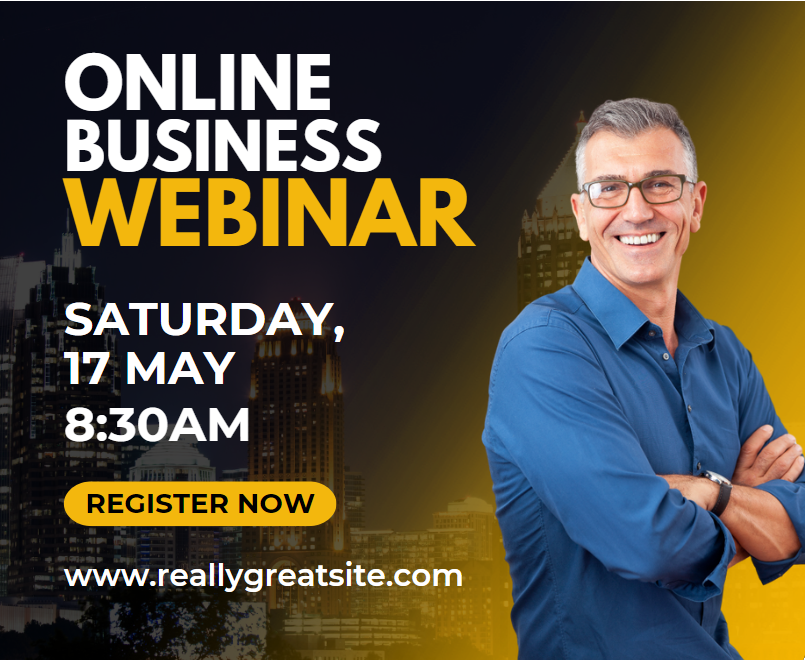 ONLINE
BUSINESS
WEBINAR
SATURDAY,
17 MAY
8:30AM
REGISTER NOW
www.reallygreatsite.com